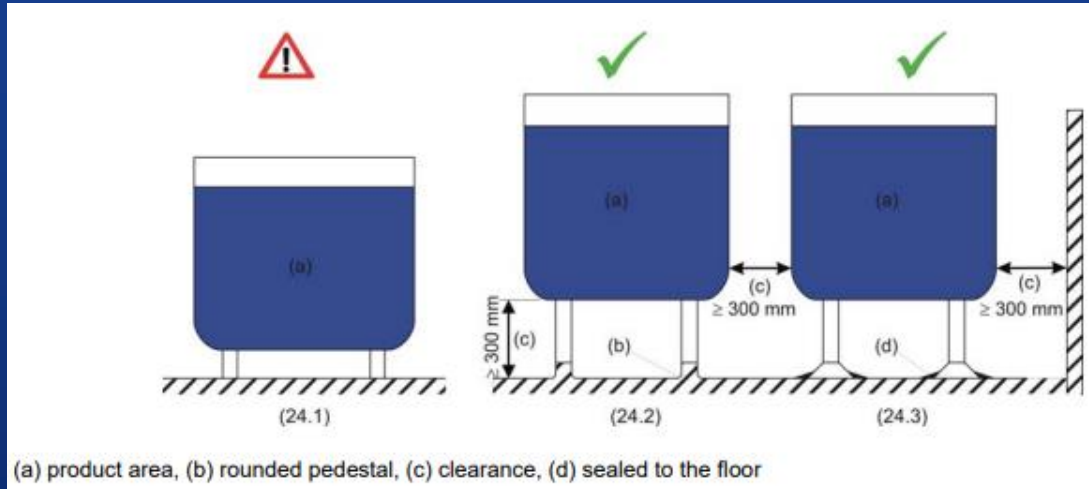 !
(a)
(a)
(a)
(c)
≥ 300 mm
(c)
≥ 300 mm
≥ 300 mm
(c)
(b)
(d)
(24.1)
(24.2)
(24.3)
(a) product area, (b) rounded pedestal, (c) clearance, (d) sealed to the floor